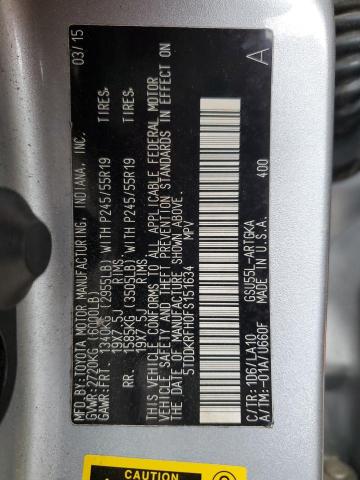 MFD. BY: TOYOTA MOTOR MANUFACTURING, INDIANA, INC. 03/15
GVWR: 2720KG (6000LB)
GAWR: FRT. 1340KG (2955LB) WITH P245/55R19 TIRES,
19X7.5J RIMS,
RR. 1585KG (3505LB) WITH P245/55R19 TIRES,
19X7.5J RIMS,
THIS VEHICLE CONFORMS TO ALL APPLICABLE FEDERAL MOTOR
VEHICLE SAFETY AND THEFT PREVENTION STANDARDS IN EFFECT ON
THE DATE OF MANUFACTURE SHOWN ABOVE.
5TDDKRFH0FS151634 MPV
C/TR: 1D6/LA10 GSU55L-ARTGKA
A/TM: -01A/U660F MADE IN U.S.A. 400
A
CAUTION